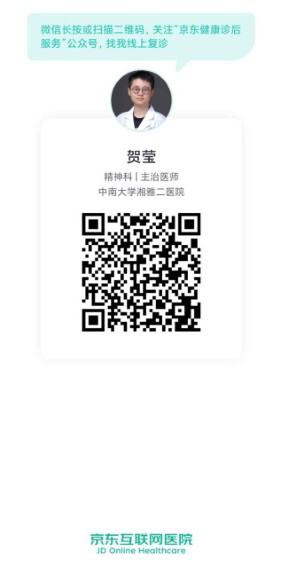 微信长按或扫描二维码，关注“京东健康诊后
服务”公众号，找我线上复诊
贺莹
精神科 | 主治医师
中南大学湘雅二医院
京东互联网医院
JD Online Healthcare